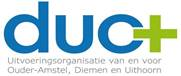 duo+
Uitvoeringsorganisatie van en voor
Ouder-Amstel, Diemen en Uithoorn